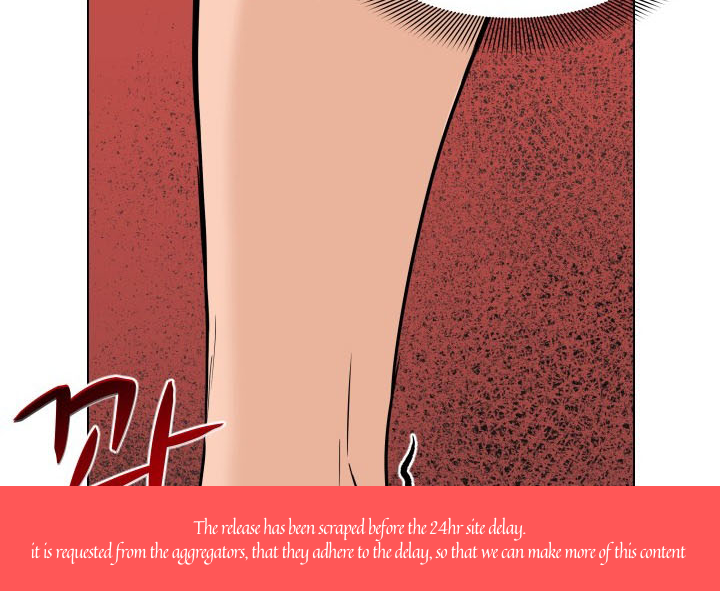 꽈
The release has been scraped before the 24hr site delay.
it is requested from the aggregators, that they adhere to the delay, so that we can make more of this content